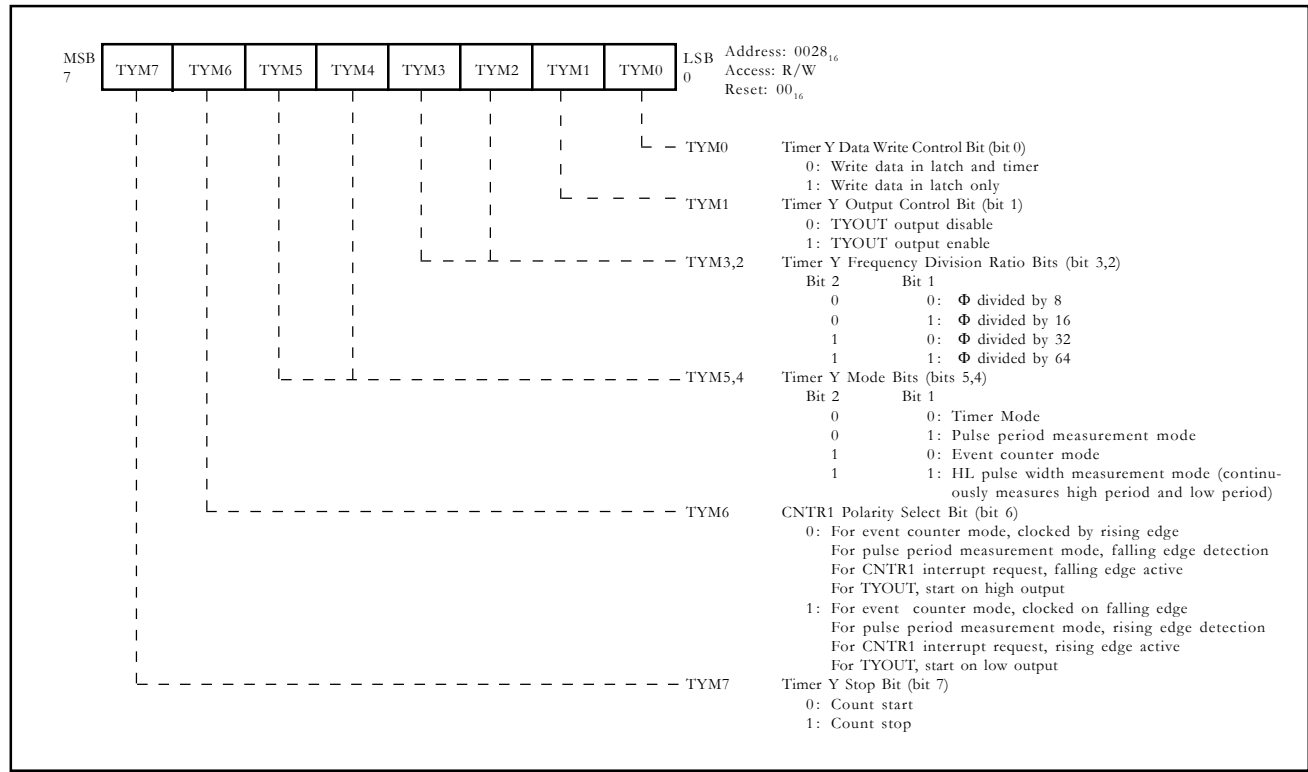 MSB TYM7 TYM6 TYM5 TYM4 TYM3 TYM2 TYM1 TYM0 LSB
7 0
Address: 0028₁₆
Access: R/W
Reset: 00₁₆
TYM0 Timer Y Data Write Control Bit (bit 0)
0: Write data in latch and timer
1: Write data in latch only
TYM1 Timer Y Output Control Bit (bit 1)
0: TYOUT output disable
1: TYOUT output enable
TYM3,2 Timer Y Frequency Division Ratio Bits (bit 3,2)
Bit 2 Bit 1
0 0: Φ divided by 8
0 1: Φ divided by 16
1 0: Φ divided by 32
1 1: Φ divided by 64
TYM5,4 Timer Y Mode Bits (bits 5,4)
Bit 2 Bit 1
0 0: Timer Mode
0 1: Pulse period measurement mode
1 0: Event counter mode
1 1: HL pulse width measurement mode (continu-
ously measures high period and low period)
TYM6 CNTR1 Polarity Select Bit (bit 6)
0: For event counter mode, clocked by rising edge
For pulse period measurement mode, falling edge detection
For CNTR1 interrupt request, falling edge active
For TYOUT, start on high output
1: For event counter mode, clocked on falling edge
For pulse period measurement mode, rising edge detection
For CNTR1 interrupt request, rising edge active
For TYOUT, start on low output
TYM7 Timer Y Stop Bit (bit 7)
0: Count start
1: Count stop